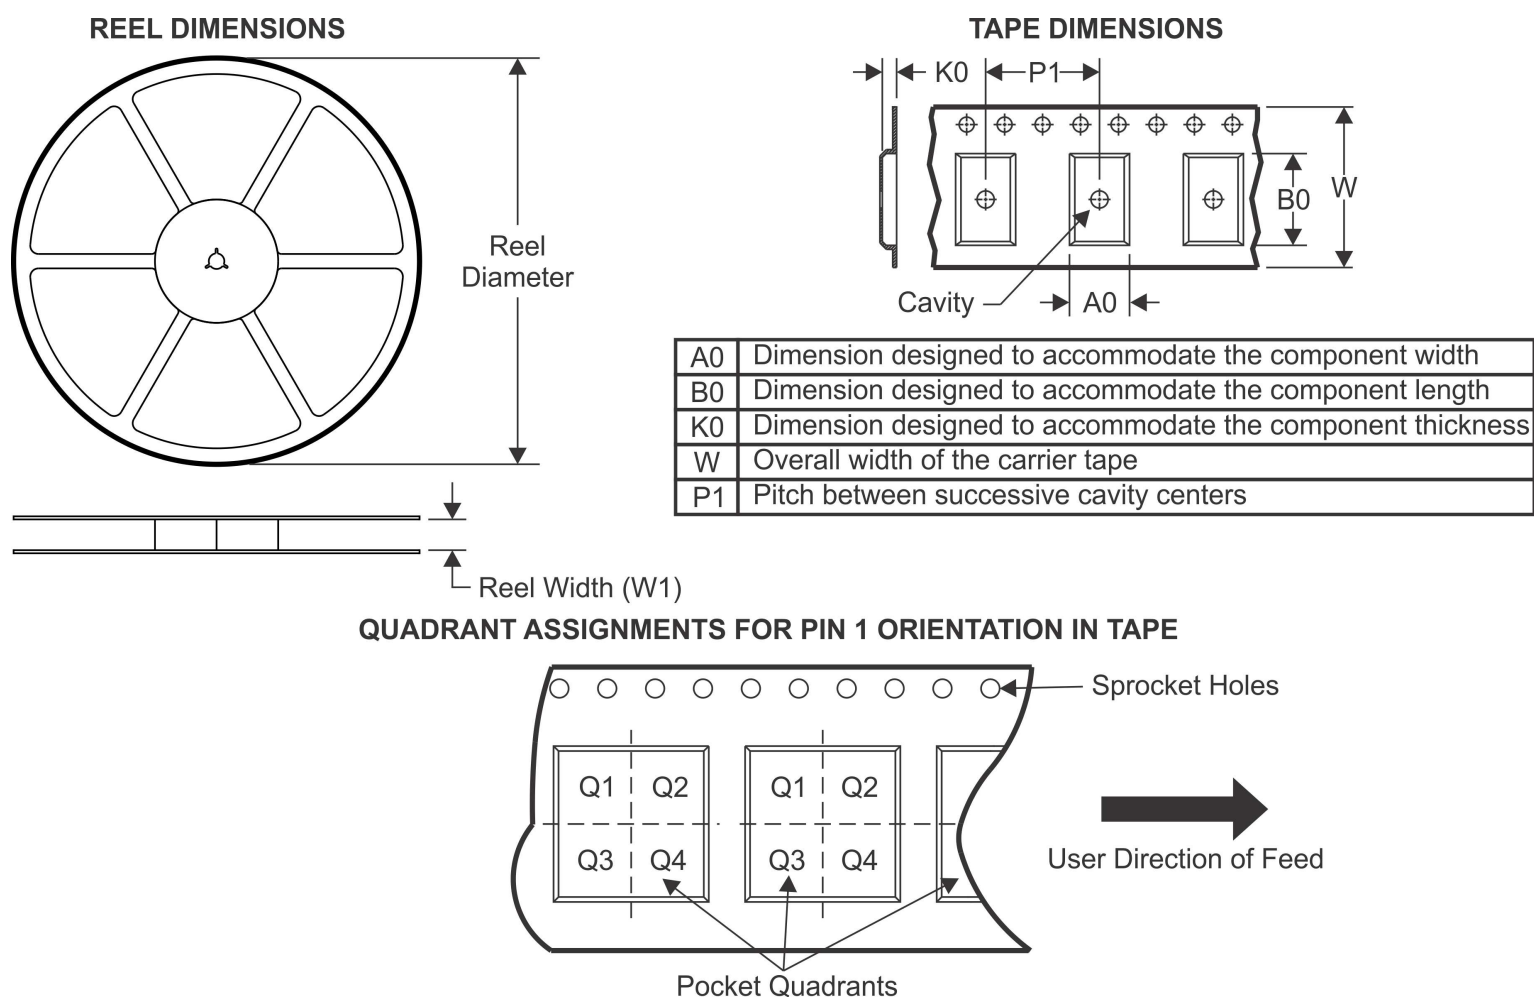 REEL DIMENSIONS
Reel
Diameter
Reel Width (W1)
TAPE DIMENSIONS
K0
P1
B0
W
Cavity
A0
A0 Dimension designed to accommodate the component width
B0 Dimension designed to accommodate the component length
K0 Dimension designed to accommodate the component thickness
W Overall width of the carrier tape
P1 Pitch between successive cavity centers
QUADRANT ASSIGNMENTS FOR PIN 1 ORIENTATION IN TAPE
Sprocket Holes
Q1 Q2 Q1 Q2
Q3 Q4 Q3 Q4
User Direction of Feed
Pocket Quadrants